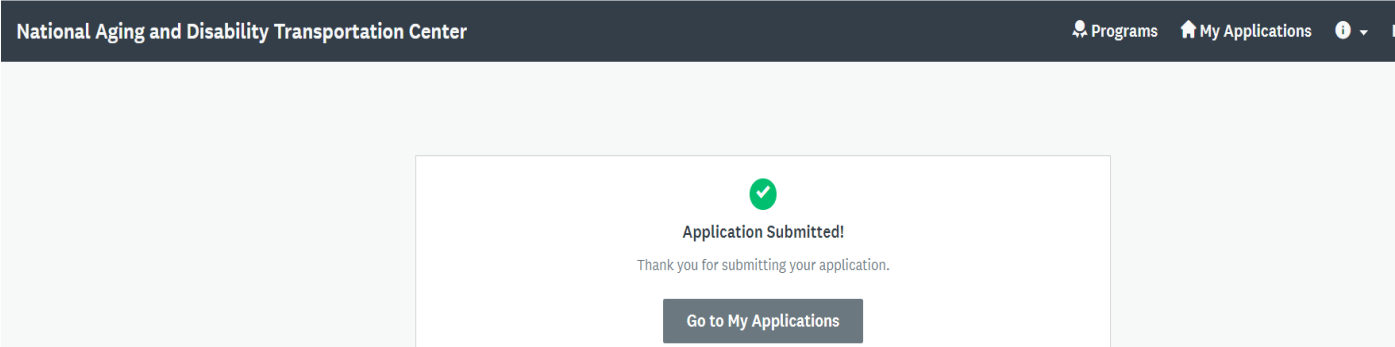 National Aging and Disability Transportation Center
Programs
My Applications
Application Submitted!
Thank you for submitting your application.
Go to My Applications